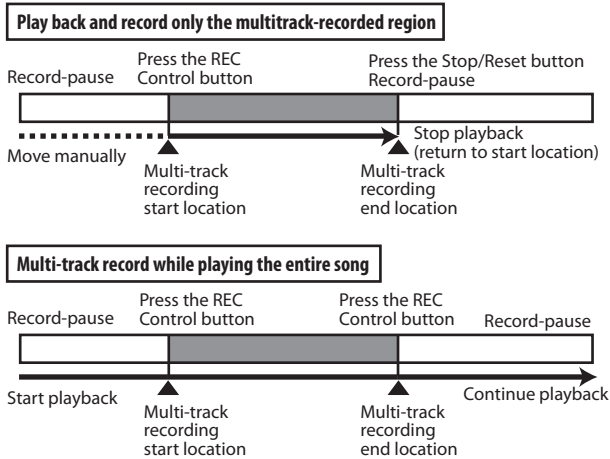 Play back and record only the multitrack-recorded region
Press the REC
Control button
Press the Stop/Reset button
Record-pause
Record-pause
Move manually
Stop playback
(return to start location)
Multi-track
recording
start location
Multi-track
recording
end location
Multi-track record while playing the entire song
Press the REC
Control button
Press the REC
Control button
Record-pause
Record-pause
Start playback
Continue playback
Multi-track
recording
start location
Multi-track
recording
end location